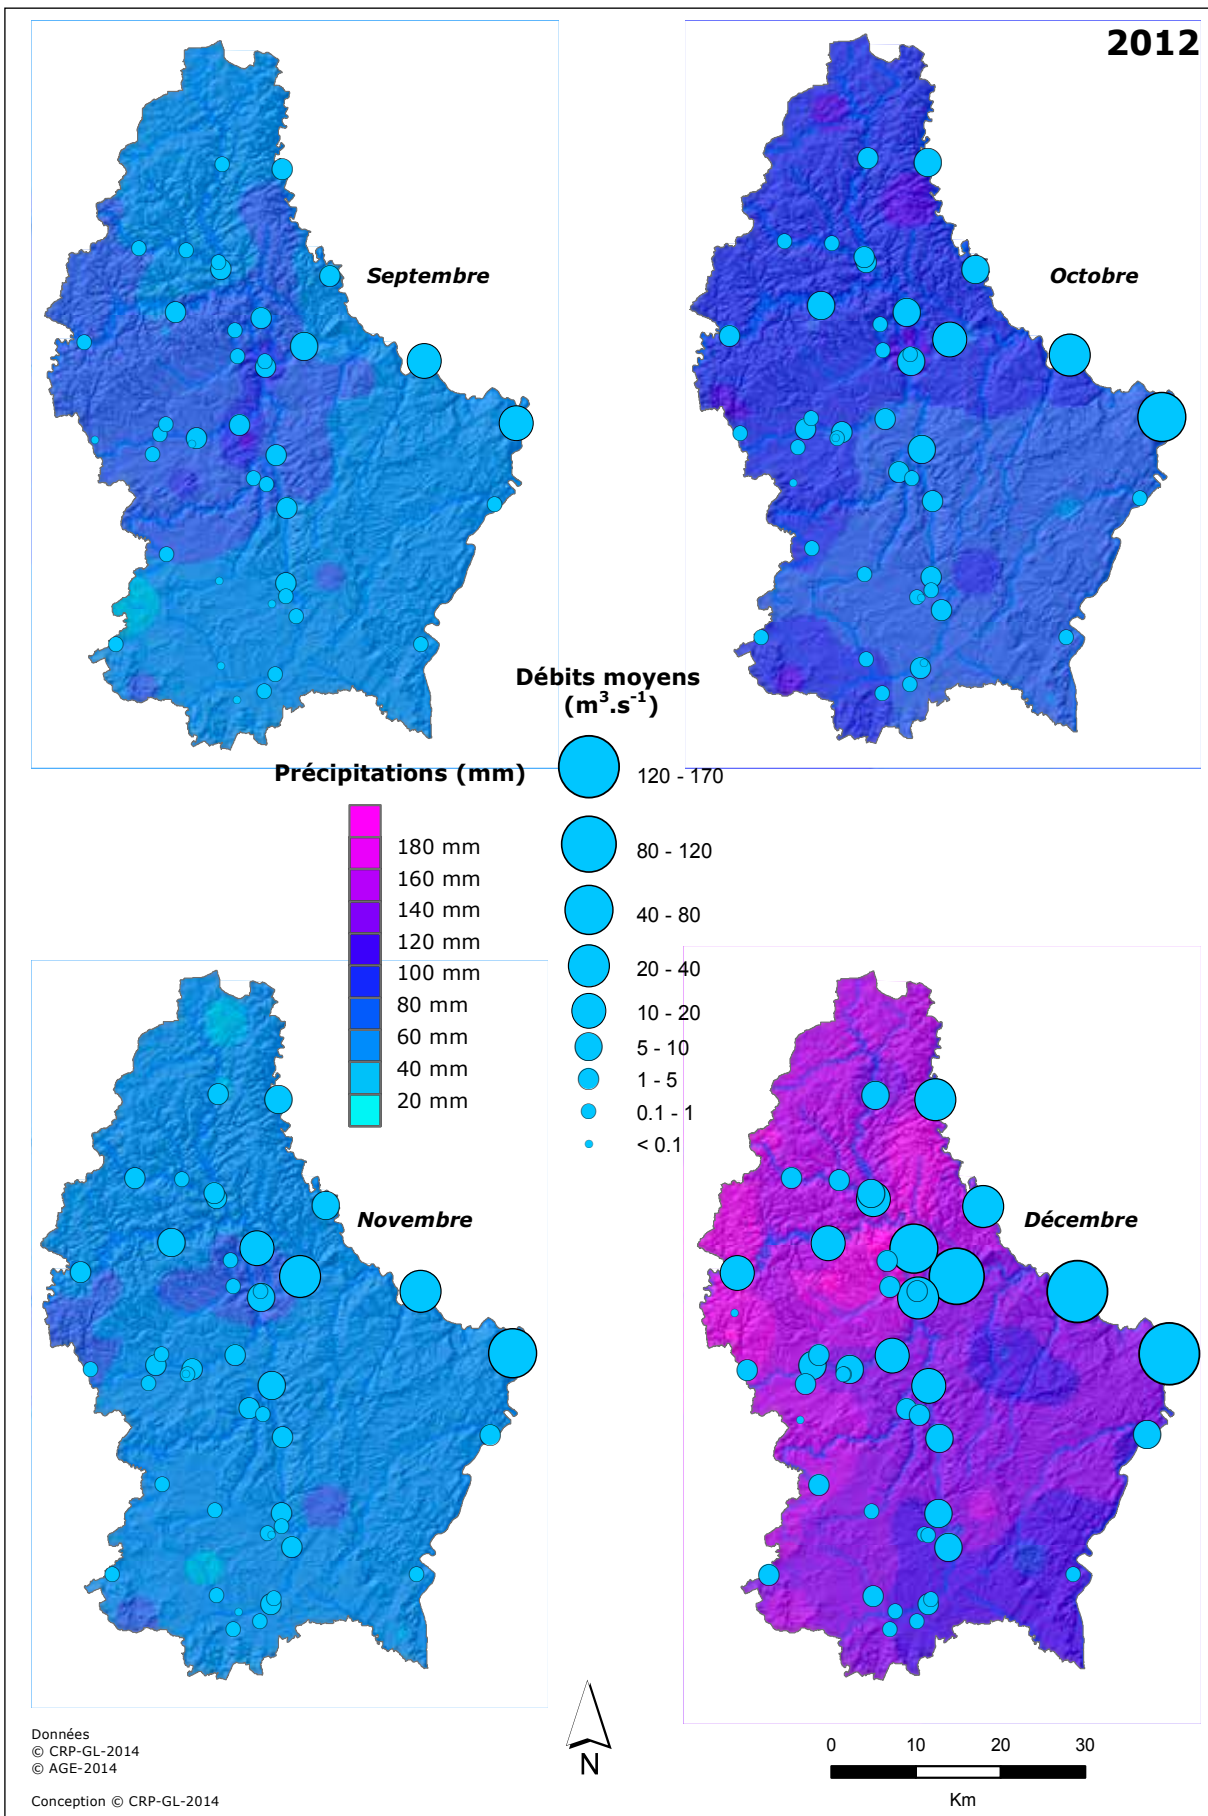 2012
Septembre
Octobre
Débits moyens
(m³.s⁻¹)
Précipitations (mm)
120 - 170
80 - 120
40 - 80
20 - 40
10 - 20
5 - 10
1 - 5
0.1 - 1
< 0.1
180 mm
160 mm
140 mm
120 mm
100 mm
80 mm
60 mm
40 mm
20 mm
Novembre
Décembre
Données
© CRP-GL-2014
© AGE-2014
Conception © CRP-GL-2014
N
0 10 20 30
Km